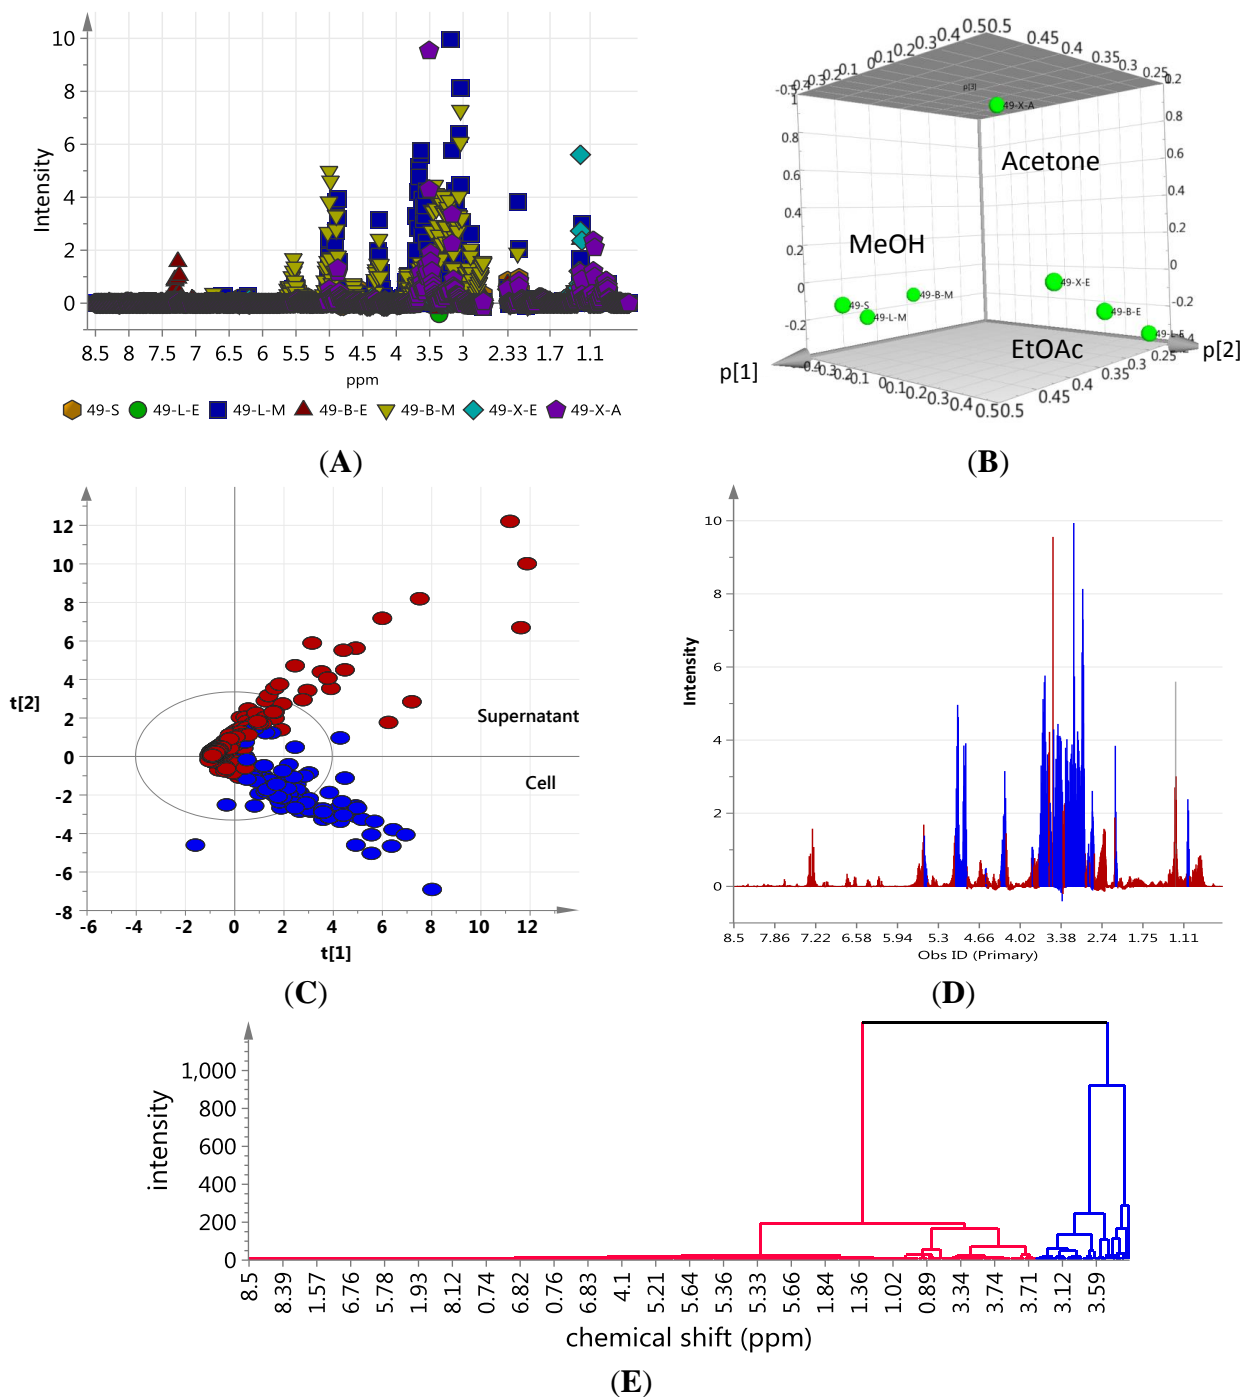 10
8
6
4
2
0
Intensity
8.5 8 7.5 7 6.5 6 5.5 5 4.5 4 3.5 3 2.33 1.7 1.1
ppm
49-S 49-L-E 49-L-M 49-B-E 49-B-M 49-X-E 49-X-A
(A)
p[3]
49-X-A
Acetone
MeOH
49-X-E
49-S
49-B-M
49-L-M
49-B-E
EtOAc
p[1]
p[2]
(B)
12
10
8
6
4
2
0
-2
-4
-6
-8
t[2]
Supernatant
Cell
-6 -4 -2 0 2 4 6 8 10 12
t[1]
(C)
10
8
6
4
2
0
Intensity
8.5 7.86 7.22 6.58 5.94 5.3 4.66 4.02 3.38 2.74 1.75 1.11
Obs ID (Primary)
(D)
1,000
800
600
400
200
0
intensity
8.5 8.39 1.57 6.76 5.78 1.93 8.12 0.74 6.82 0.76 6.83 4.1 5.21 5.64 5.36 5.33 5.66 1.84 1.36 1.02 0.89 3.34 3.74 3.71 3.12 3.59
chemical shift (ppm)
(E)